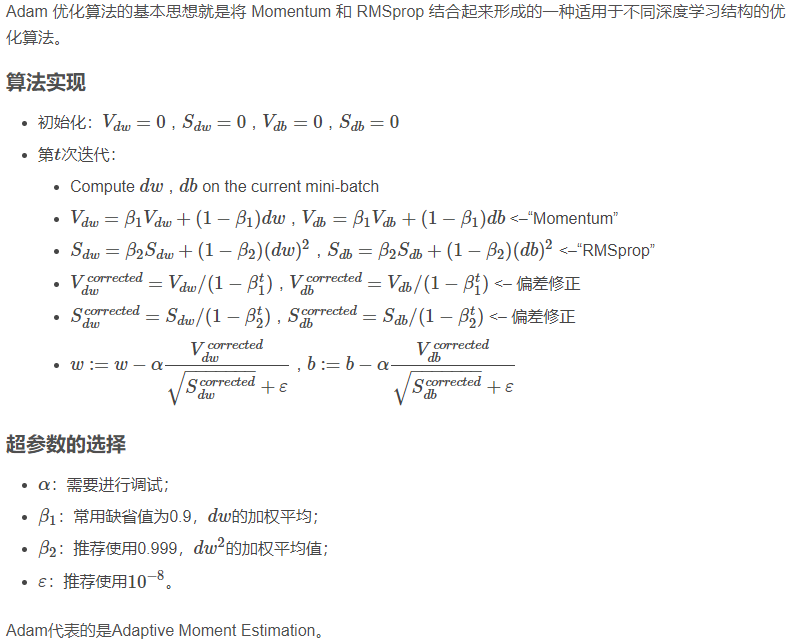 Adam 优化算法的基本思想就是将 Momentum 和 RMSprop 结合起来形成的一种适用于不同深度学习结构的优
化算法。
算法实现
• 初始化：$V_{dw} = 0$，$S_{dw} = 0$，$V_{db} = 0$，$S_{db} = 0$
• 第$t$次迭代：
• Compute $dw$，$db$ on the current mini-batch
• $V_{dw} = \beta_1 V_{dw} + (1 - \beta_1)dw$，$V_{db} = \beta_1 V_{db} + (1 - \beta_1)db$ <–“Momentum”
• $S_{dw} = \beta_2 S_{dw} + (1 - \beta_2)(dw)^2$，$S_{db} = \beta_2 S_{db} + (1 - \beta_2)(db)^2$ <–“RMSprop”
• $V_{dw}^{corrected} = V_{dw}/(1 - \beta_1^t)$，$V_{db}^{corrected} = V_{db}/(1 - \beta_1^t)$ <– 偏差修正
• $S_{dw}^{corrected} = S_{dw}/(1 - \beta_2^t)$，$S_{db}^{corrected} = S_{db}/(1 - \beta_2^t)$ <– 偏差修正
• $w := w - \alpha \frac{V_{dw}^{corrected}}{\sqrt{S_{dw}^{corrected}} + \varepsilon}$，$b := b - \alpha \frac{V_{db}^{corrected}}{\sqrt{S_{db}^{corrected}} + \varepsilon}$
超参数的选择
• $\alpha$：需要进行调试；
• $\beta_1$：常用缺省值为0.9，$dw$的加权平均；
• $\beta_2$：推荐使用0.999，$dw^2$的加权平均值；
• $\varepsilon$：推荐使用$10^{-8}$。
Adam代表的是Adaptive Moment Estimation。